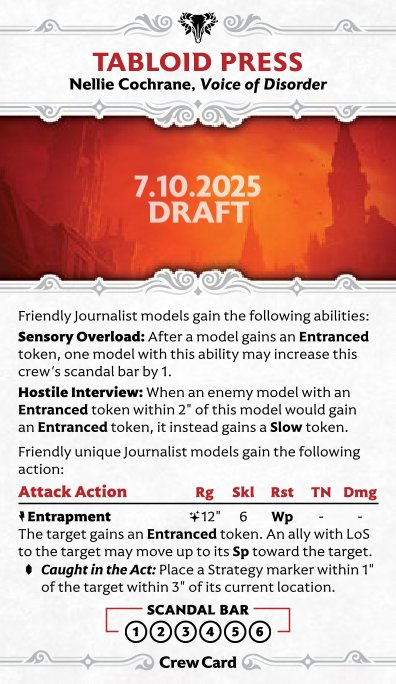 TABLOID PRESS
Nellie Cochrane, Voice of Disorder
7.10.2025
DRAFT
Friendly Journalist models gain the following abilities:
Sensory Overload: After a model gains an Entranced
token, one model with this ability may increase this
crew's scandal bar by 1.
Hostile Interview: When an enemy model with an
Entranced token within 2" of this model would gain
an Entranced token, it instead gains a Slow token.
Friendly unique Journalist models gain the following
action:
Attack Action Rg Skl Rst TN Dmg
Entrapment 12" 6 Wp - -
The target gains an Entranced token. An ally with LoS
to the target may move up to its Sp toward the target.
Caught in the Act: Place a Strategy marker within 1"
of the target within 3" of its current location.
SCANDAL BAR
1 2 3 4 5 6
Crew Card